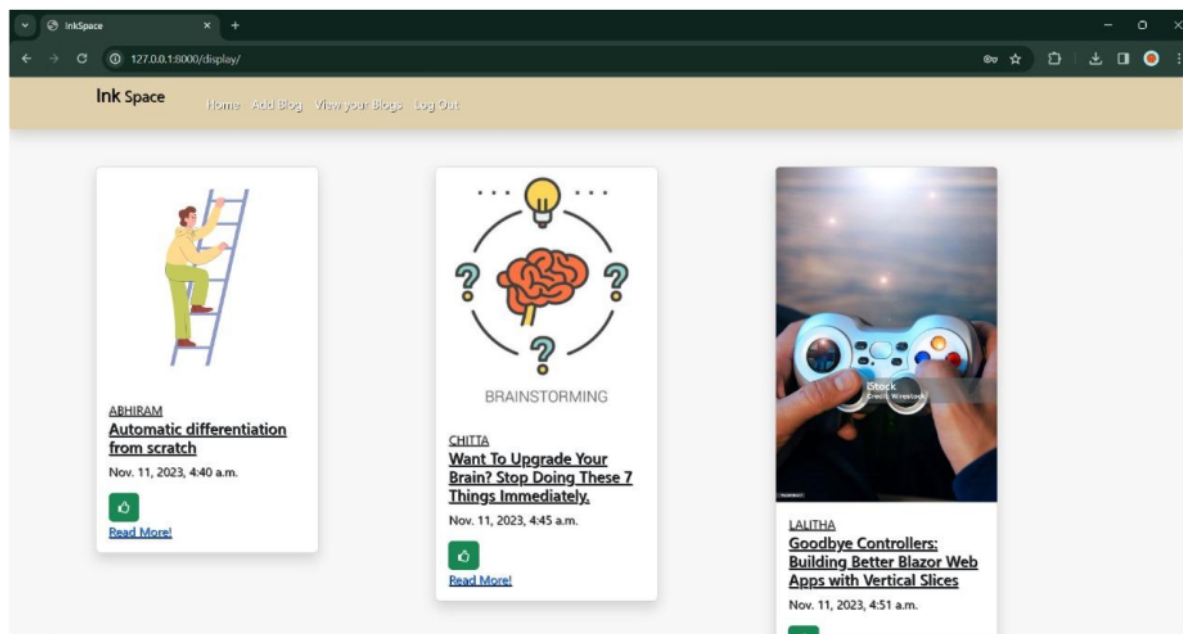 InkSpace
127.0.0.1:8000/display/
Ink Space
Home Add Blog View your Blogs Log Out
ABHIRAM
Automatic differentiation
from scratch
Nov. 11, 2023, 4:40 a.m.
Read More!
BRAINSTORMING
CHITTA
Want To Upgrade Your
Brain? Stop Doing These 7
Things Immediately.
Nov. 11, 2023, 4:45 a.m.
Read More!
iStock
Credit: Wirestock
LALITHA
Goodbye Controllers:
Building Better Blazor Web
Apps with Vertical Slices
Nov. 11, 2023, 4:51 a.m.